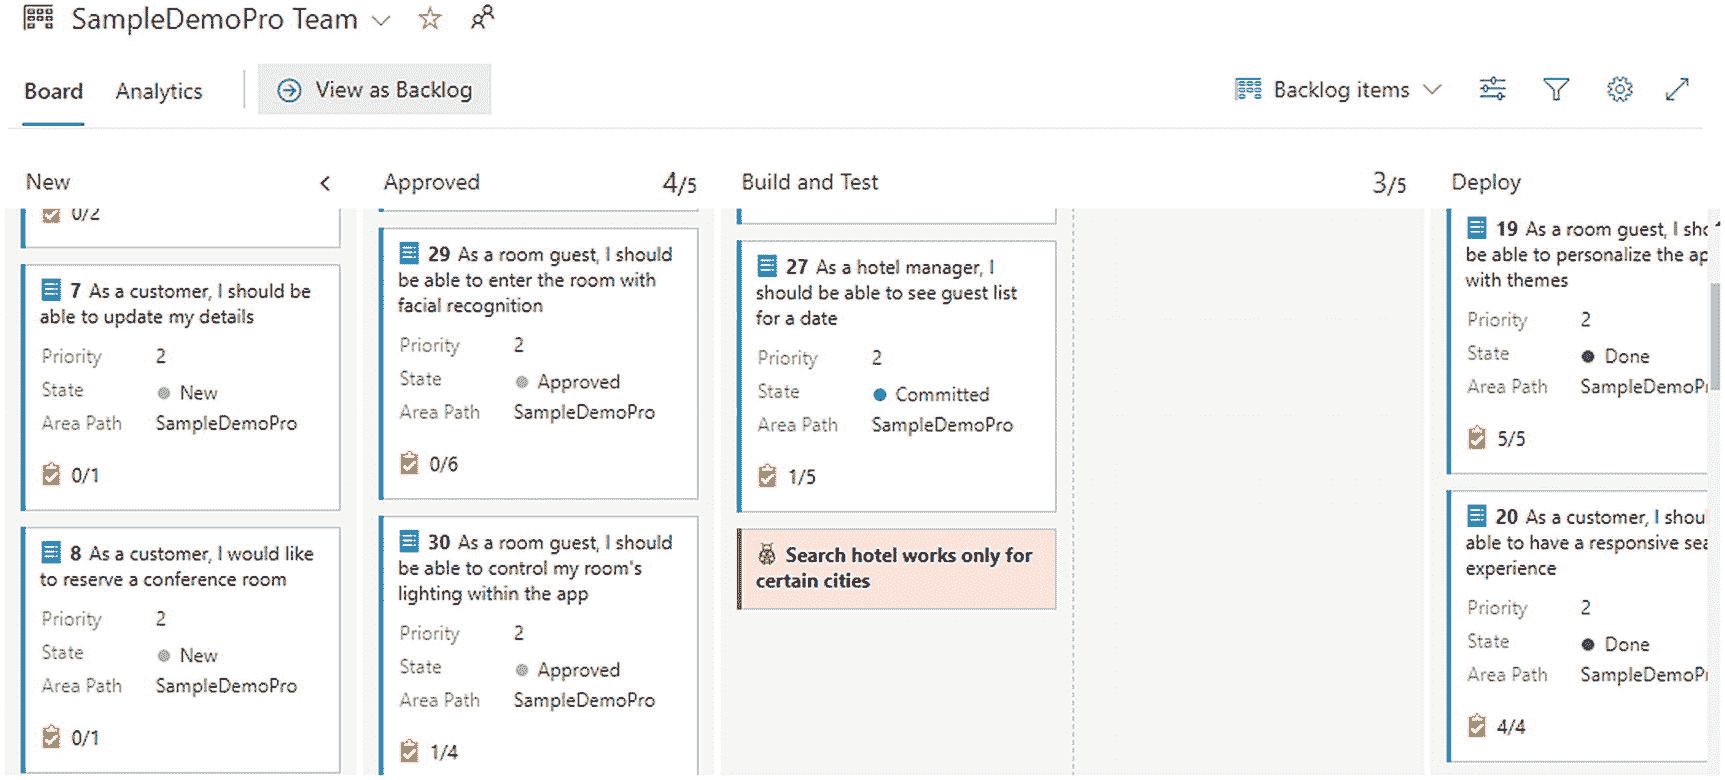 SampleDemoPro Team
Board Analytics View as Backlog Backlog items
New
0/2
7 As a customer, I should be
able to update my details
Priority 2
State New
Area Path SampleDemoPro
0/1
8 As a customer, I would like
to reserve a conference room
Priority 2
State New
Area Path SampleDemoPro
0/1
Approved 4/5
29 As a room guest, I should
be able to enter the room with
facial recognition
Priority 2
State Approved
Area Path SampleDemoPro
0/6
30 As a room guest, I should
be able to control my room's
lighting within the app
Priority 2
State Approved
Area Path SampleDemoPro
1/4
Build and Test 3/5
27 As a hotel manager, I
should be able to see guest list
for a date
Priority 2
State Committed
Area Path SampleDemoPro
1/5
Search hotel works only for
certain cities
Deploy
19 As a room guest, I sho
be able to personalize the ap
with themes
Priority 2
State Done
Area Path SampleDemoP
5/5
20 As a customer, I shou
able to have a responsive sea
experience
Priority 2
State Done
Area Path SampleDemoP
4/4